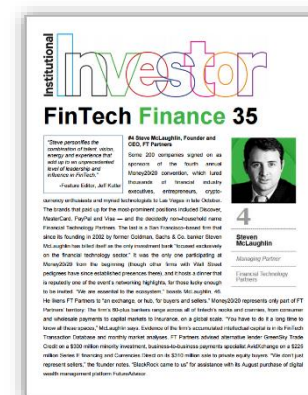 Institutional
Investor
FinTech Finance 35
"Steve personifies the
combination of talent, vision,
energy and experience that
add up to an unprecedented
level of leadership and
influence in FinTech."
-Feature Editor, Jeff Kutler
#4 Steve McLaughlin, Founder and
CEO, FT Partners
Some 200 companies signed on as
sponsors of the fourth annual
Money20/20 convention, which lured
thousands of financial industry
executives, entrepreneurs, crypto-
currency enthusiasts and myriad technologists to Las Vegas in late October.
The brands that paid up for the most-prominent positions included Discover,
MasterCard, PayPal and Visa — and the decidedly non-household name
Financial Technology Partners. The last is a San Francisco-based firm that
since its founding in 2002 by former Goldman, Sachs & Co. banker Steven
McLaughlin has billed itself as the only investment bank "focused exclusively
on the financial technology sector." It was the only one participating at
Money20/20 from the beginning (though other firms with Wall Street
pedigrees have since established presences there), and it hosts a dinner that
is reputedly one of the event's networking highlights, for those lucky enough
to be invited. "We are essential to the ecosystem," boasts McLaughlin, 46.
He likens FT Partners to "an exchange, or hub, for buyers and sellers." Money20/20 represents only part of FT
Partners' territory. The firm's 80-plus bankers range across all of fintech's nooks and crannies, from consumer
and wholesale payments to capital markets to insurance, on a global scale. "You have to do it a long time to
know all those spaces," McLaughlin says. Evidence of the firm's accumulated intellectual capital is in its FinTech
Transaction Database and monthly market analyses. FT Partners advised alternative lender GreenSky Trade
Credit on a $300 million minority investment, business-to-business payments specialist AvidXchange on a $225
million Series E financing and Currencies Direct on its $310 million sale to private equity buyers. "We don't just
represent sellers," the founder notes. "BlackRock came to us" for assistance with its August purchase of digital
wealth management platform FutureAdvisor.
4
Steven
McLaughlin
Managing Partner
Financial Technology
Partners